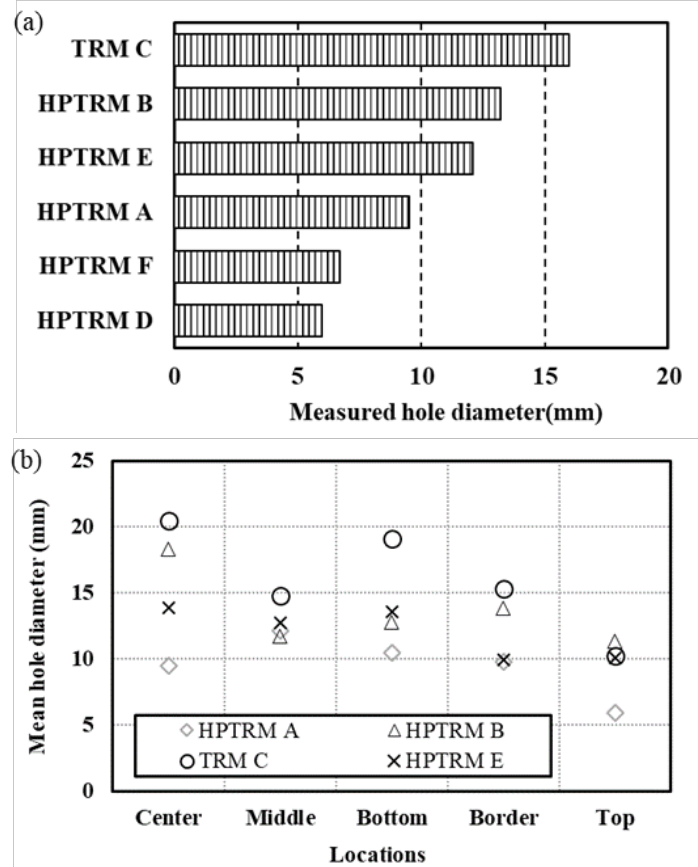 (a)
TRM C
HPTRM B
HPTRM E
HPTRM A
HPTRM F
HPTRM D
0 5 10 15 20
Measured hole diameter(mm)
(b)
25
20
15
10
5
0
Mean hole diameter (mm)
HPTRM A HPTRM B
TRM C HPTRM E
Center Middle Bottom Border Top
Locations